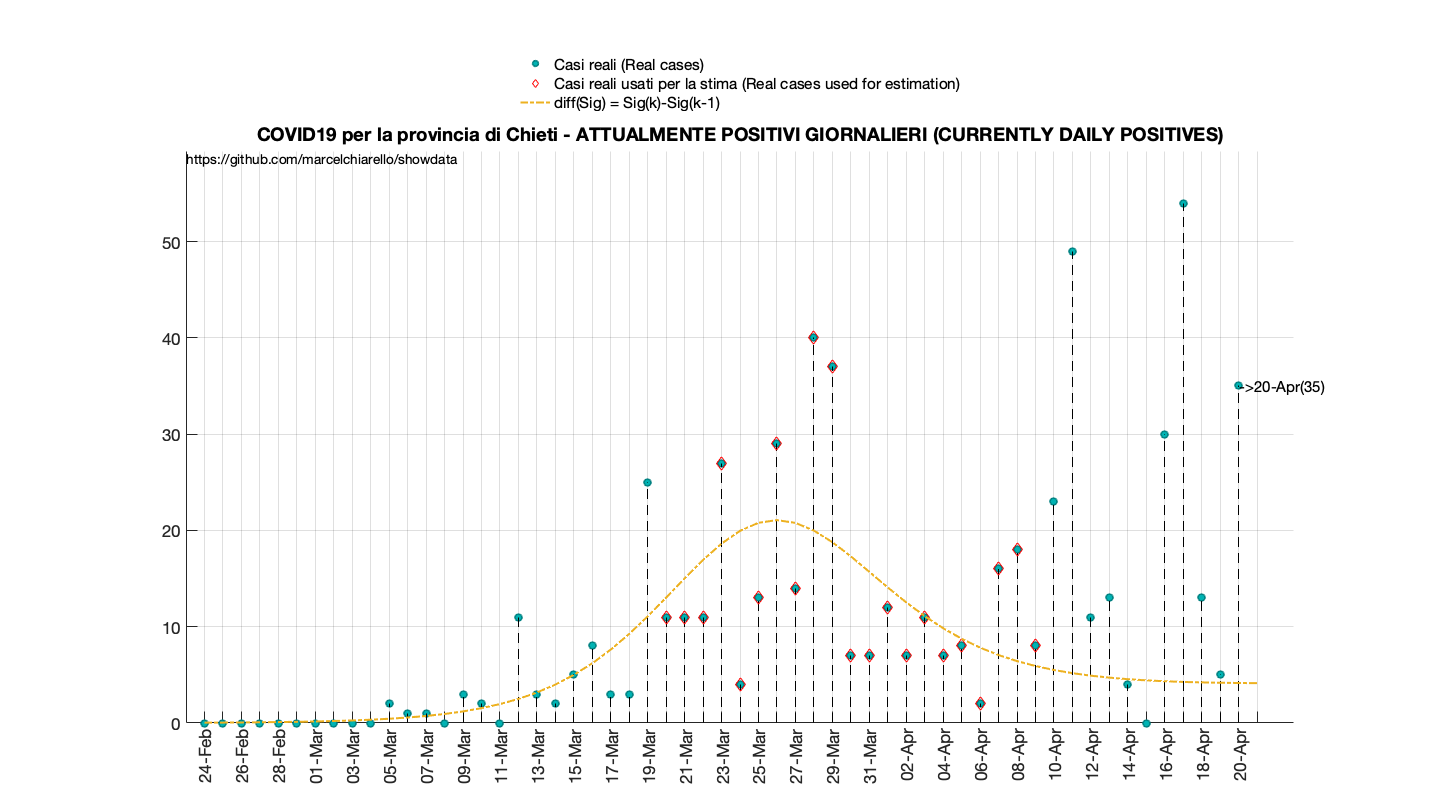 Casi reali (Real cases)
Casi reali usati per la stima (Real cases used for estimation)
diff(Sig) = Sig(k)-Sig(k-1)
COVID19 per la provincia di Chieti - ATTUALMENTE POSITIVI GIORNALIERI (CURRENTLY DAILY POSITIVES)
https://github.com/marcelchiarello/showdata
50
40
30
20
10
0
->20-Apr(35)
24-Feb
26-Feb
28-Feb
01-Mar
03-Mar
05-Mar
07-Mar
09-Mar
11-Mar
13-Mar
15-Mar
17-Mar
19-Mar
21-Mar
23-Mar
25-Mar
27-Mar
29-Mar
31-Mar
02-Apr
04-Apr
06-Apr
08-Apr
10-Apr
12-Apr
14-Apr
16-Apr
18-Apr
20-Apr